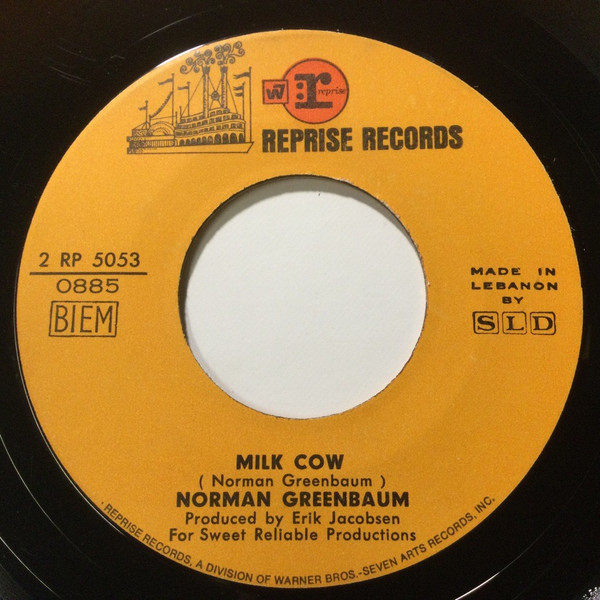 W7 r: reprise
REPRISE RECORDS
2 RP 5053
0885
BIEM
MADE IN
LEBANON
BY
SLD
MILK COW
( Norman Greenbaum )
NORMAN GREENBAUM
Produced by Erik Jacobsen
For Sweet Reliable Productions
REPRISE RECORDS, A DIVISION OF WARNER BROS.-SEVEN ARTS RECORDS, INC.